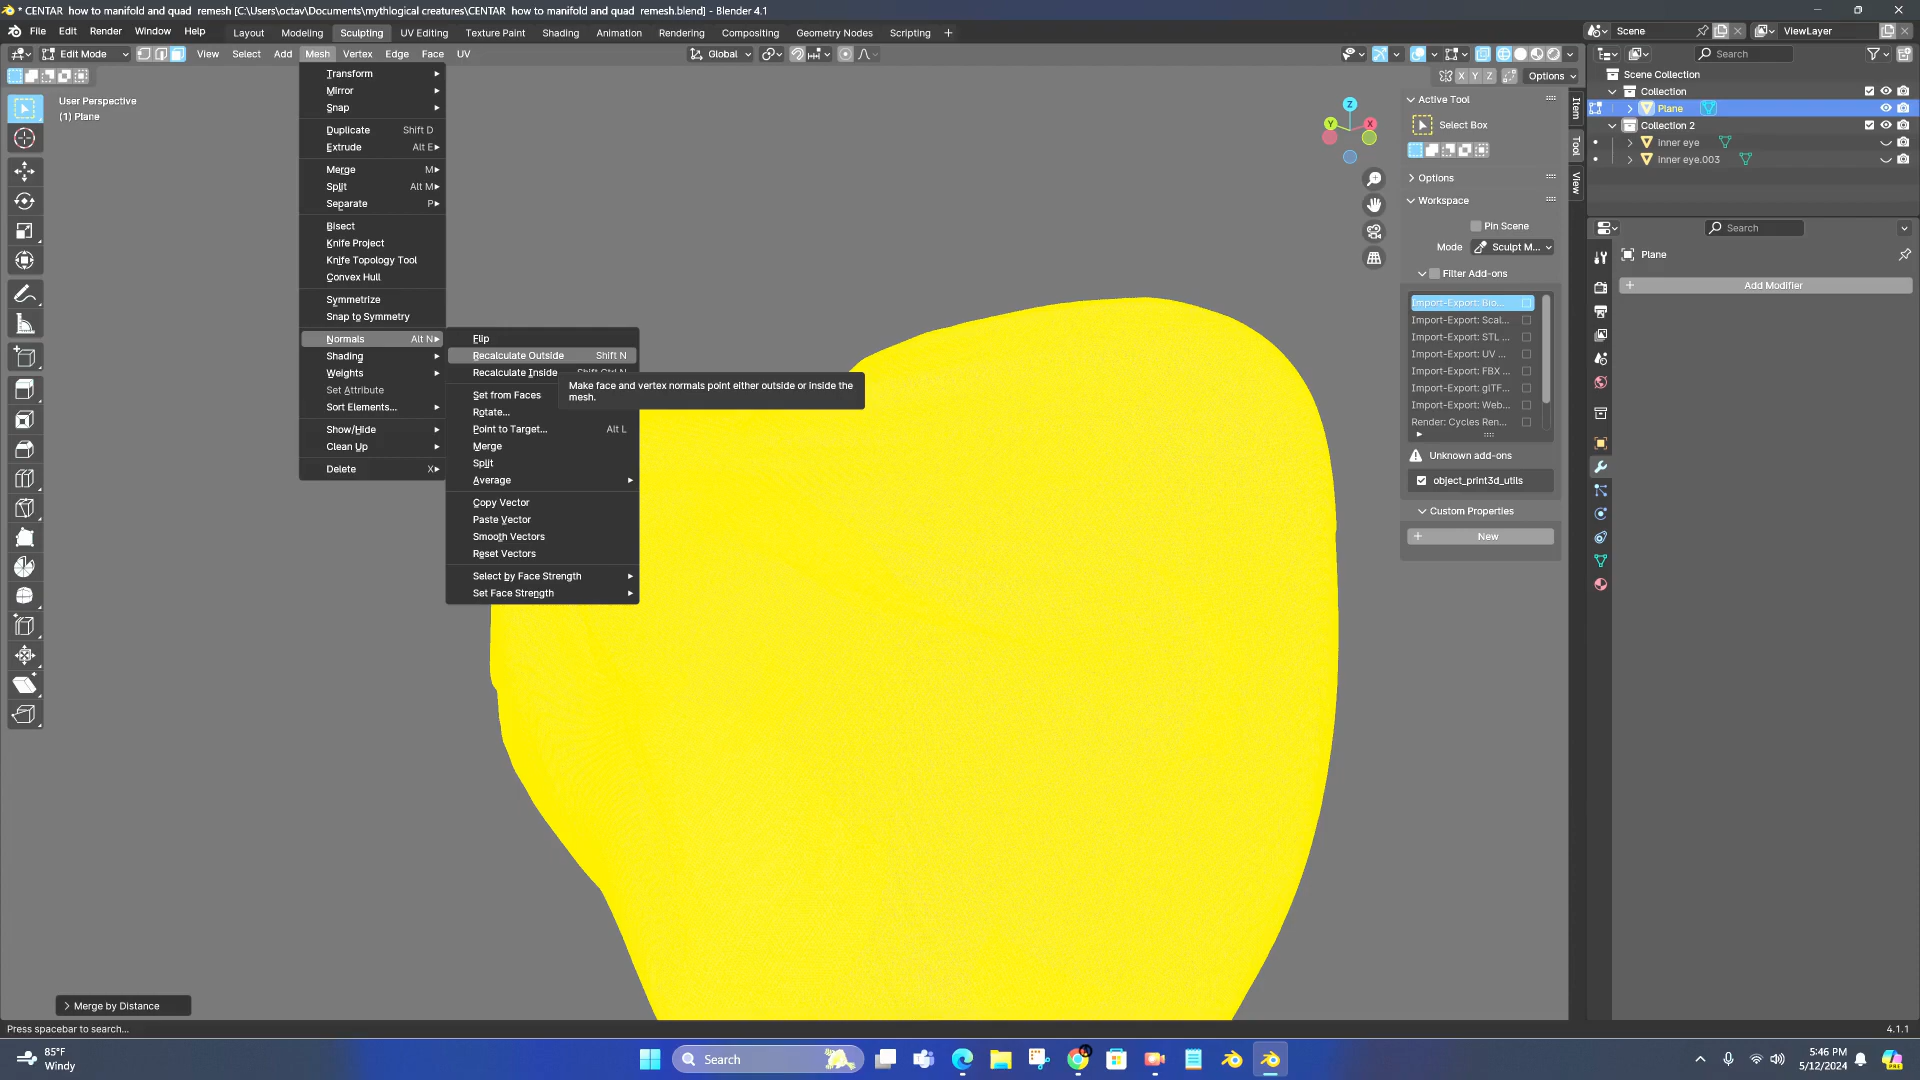 * CENTAR how to manifold and quad remesh [C:\Users\octav\Documents\mythlogical creatures\CENTAR how to manifold and quad remesh.blend] - Blender 4.1
File Edit Render Window Help
Layout Modeling Sculpting UV Editing Texture Paint Shading Animation Rendering Compositing Geometry Nodes Scripting +
Scene
ViewLayer
Edit Mode
View Select Add Mesh Vertex Edge Face UV
Global
Search
X Y Z
Options
User Perspective
(1) Plane
Transform
Mirror
Snap
Duplicate Shift D
Extrude Alt E
Merge M
Split Alt M
Separate P
Bisect
Knife Project
Knife Topology Tool
Convex Hull
Symmetrize
Snap to Symmetry
Normals Alt N
Shading
Weights
Set Attribute
Sort Elements...
Show/Hide
Clean Up
Delete X
Flip
Recalculate Outside Shift N
Recalculate Inside Shift Ctrl N
Make face and vertex normals point either outside or inside the
mesh.
Set from Faces
Rotate...
Point to Target... Alt L
Merge
Split
Average
Copy Vector
Paste Vector
Smooth Vectors
Reset Vectors
Select by Face Strength
Set Face Strength
Z
Y
X
Active Tool
Select Box
Options
Workspace
Pin Scene
Mode Sculpt M...
Filter Add-ons
Import-Export: Bio...
Import-Export: Scal...
Import-Export: STL ...
Import-Export: UV ...
Import-Export: FBX ...
Import-Export: glTF...
Import-Export: Web...
Render: Cycles Ren...
Unknown add-ons
object_print3d_utils
Custom Properties
+ New
Item
Tool
View
Scene Collection
Collection
Plane
Collection 2
Inner eye
Inner eye.003
Search
Plane
+ Add Modifier
Merge by Distance
Press spacebar to search...
4.1.1
85°F
Windy
Search
5:46 PM
5/12/2024
PRE